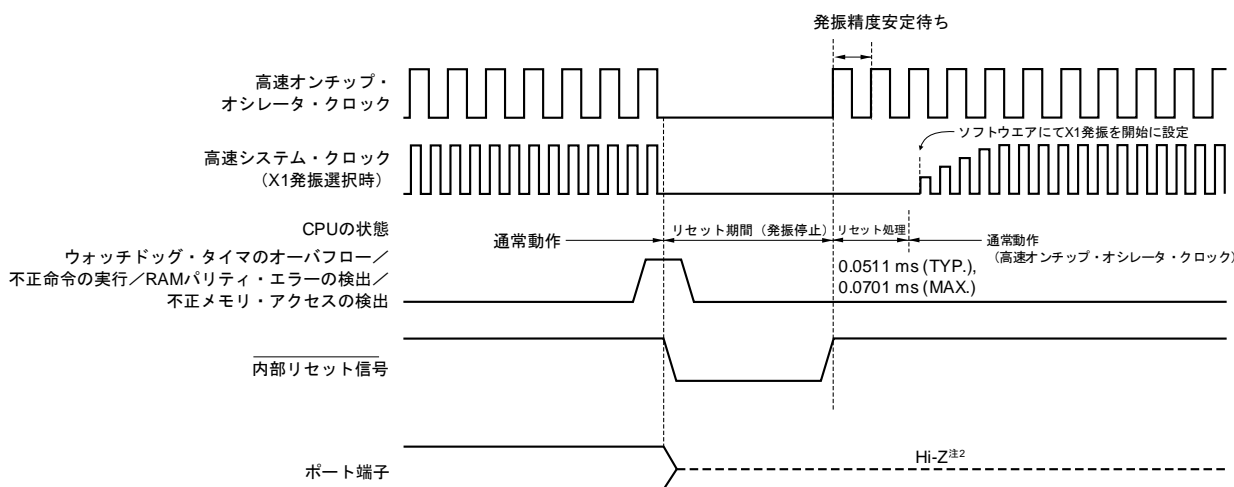 発振精度安定待ち
高速オンチップ・
オシレータ・クロック
ソフトウエアにてX1発振を開始に設定
高速システム・クロック
（X1発振選択時）
CPUの状態
通常動作
リセット期間（発振停止）
リセット処理
通常動作
（高速オンチップ・オシレータ・クロック）
ウォッチドッグ・タイマのオーバフロー／
不正命令の実行／RAMパリティ・エラーの検出／
不正メモリ・アクセスの検出
0.0511 ms (TYP.),
0.0701 ms (MAX.)
内部リセット信号
ポート端子
Hi-Z注2